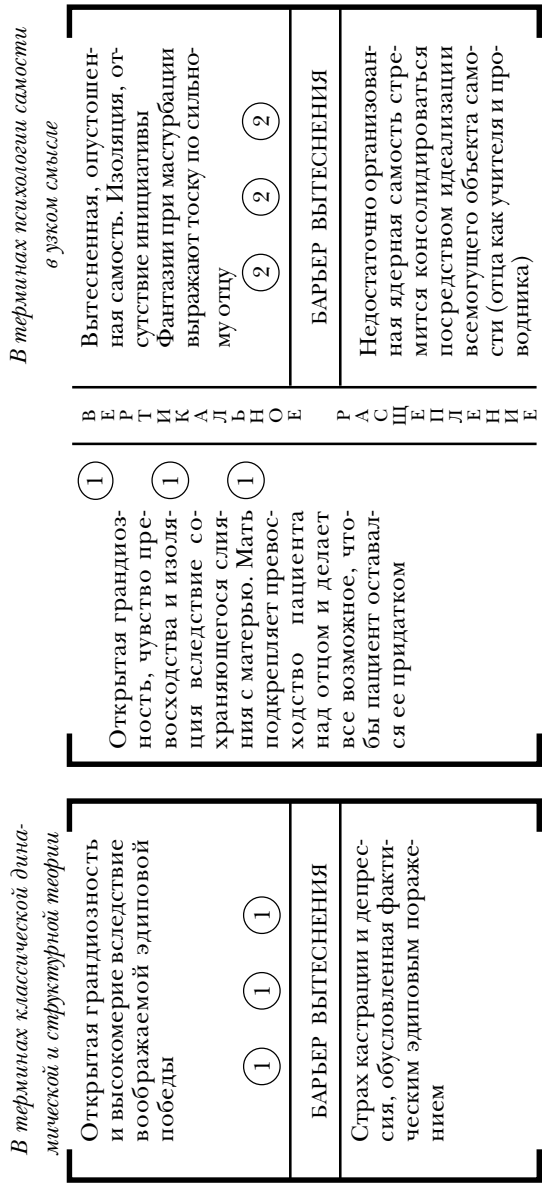 В терминах классической дина-
мической и структурной теории
Открытая грандиозность
и высокомерие вследствие
воображаемой эдиповой
победы
1 1 1
БАРЬЕР ВЫТЕСНЕНИЯ
Страх кастрации и депрес-
сия, обусловленная факти-
ческим эдиповым пораже-
нием
В терминах психологии самости
в узком смысле
Открытая грандиоз-
ность, чувство пре-
восходства и изоля-
ция вследствие со-
храняющегося слия-
ния с матерью. Мать
подкрепляет превос-
ходство пациента
над отцом и делает
все возможное, что-
бы пациент оставал-
ся ее придатком
1
1
1
ВЕРТИКАЛЬНОЕ РАСЩЕПЛЕНИЕ
Вытесненная, опустошен-
ная самость. Изоляция, от-
сутствие инициативы
Фантазии при мастурбации
выражают тоску по сильно-
му отцу
2 2 2
БАРЬЕР ВЫТЕСНЕНИЯ
Недостаточно организован-
ная ядерная самость стре-
мится консолидироваться
посредством идеализации
всемогущего объекта само-
сти (отца как учителя и про-
водника)